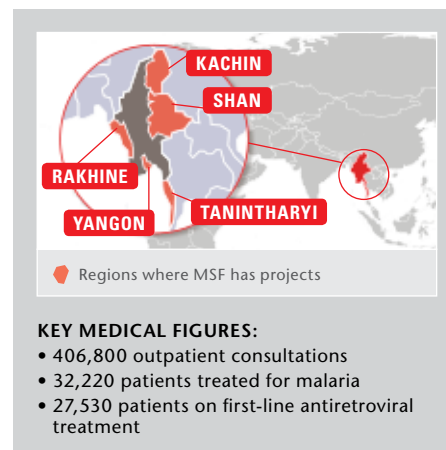 KACHIN
SHAN
RAKHINE
YANGON
TANINTHARYI
Regions where MSF has projects
KEY MEDICAL FIGURES:
• 406,800 outpatient consultations
• 32,220 patients treated for malaria
• 27,530 patients on first-line antiretroviral
treatment